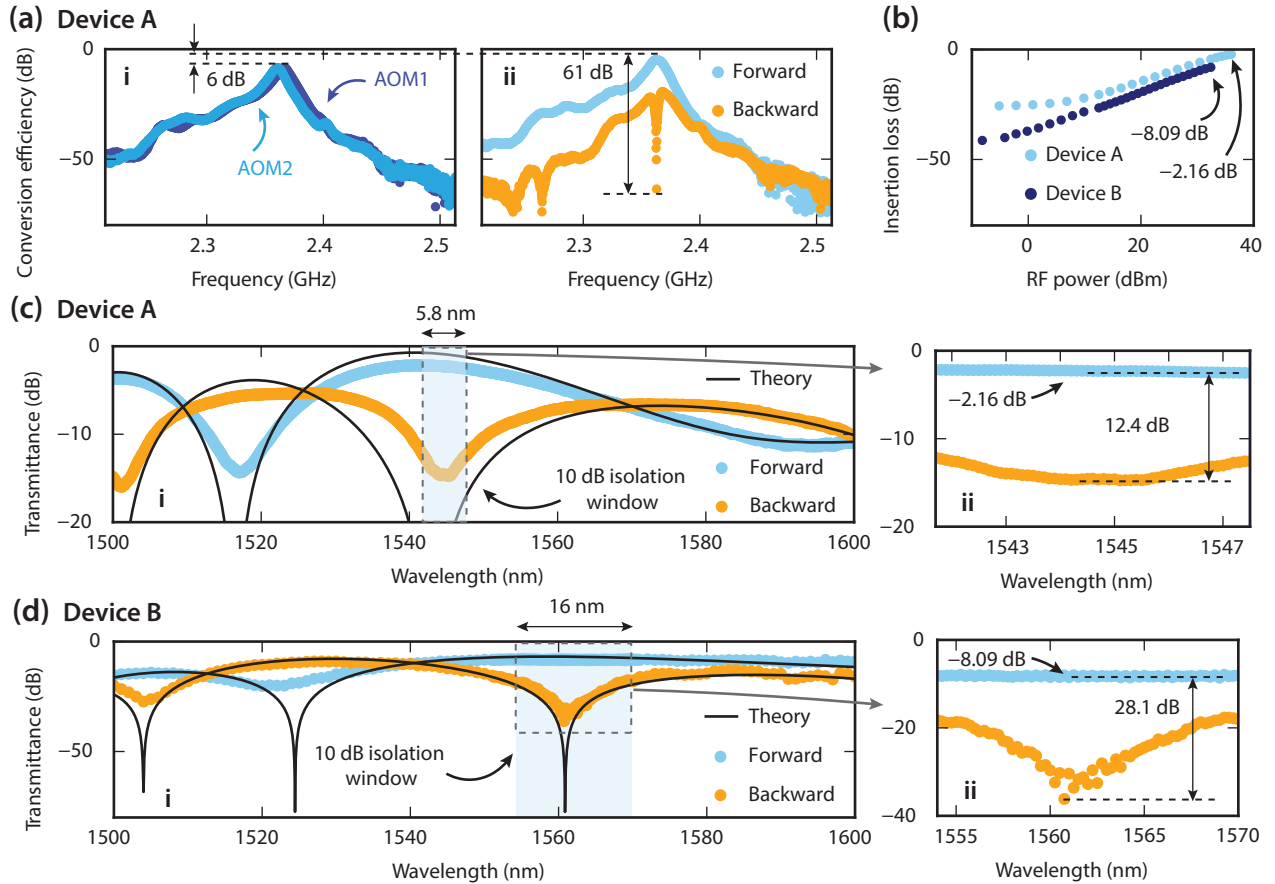 (a) Device A
Conversion efficiency (dB)
0
−50
i
6 dB
AOM1
AOM2
2.3
2.4
2.5
Frequency (GHz)
ii
61 dB
Forward
Backward
2.3
2.4
2.5
Frequency (GHz)
(b)
Insertion loss (dB)
0
−50
−8.09 dB
−2.16 dB
Device A
Device B
0
20
40
RF power (dBm)
(c) Device A
5.8 nm
Transmittance (dB)
0
−10
−20
Theory
Forward
Backward
10 dB isolation
window
i
1500
1520
1540
1560
1580
1600
Wavelength (nm)
0
−10
−20
−2.16 dB
12.4 dB
ii
1543
1545
1547
Wavelength (nm)
(d) Device B
16 nm
Transmittance (dB)
0
−50
Theory
Forward
Backward
10 dB isolation
window
i
1500
1520
1540
1560
1580
1600
Wavelength (nm)
0
−20
−40
−8.09 dB
28.1 dB
ii
1555
1560
1565
1570
Wavelength (nm)